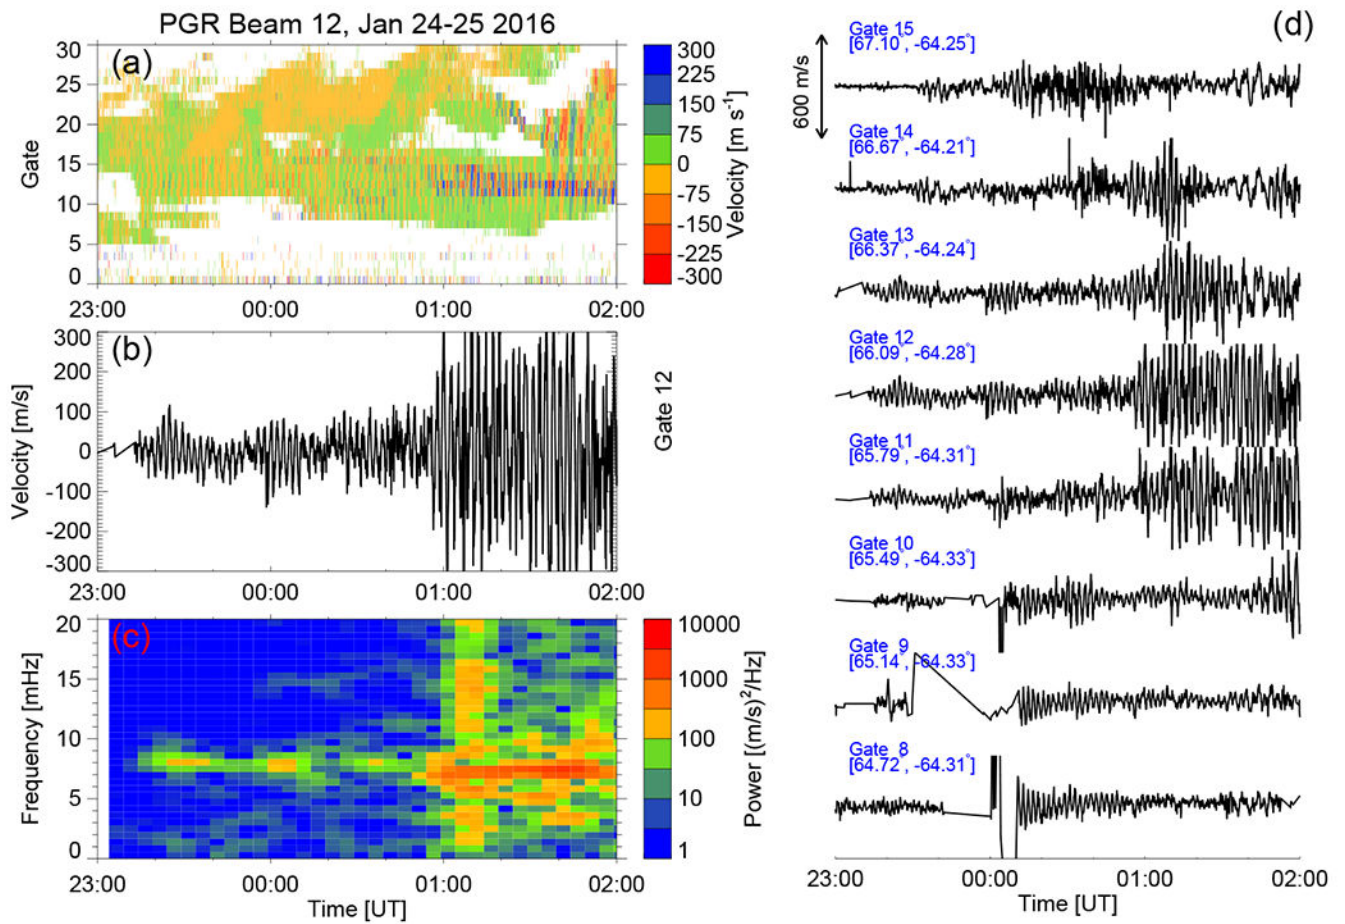 PGR Beam 12, Jan 24-25 2016
(a)
30
25
20
15
10
5
0
Gate
23:00
00:00
01:00
02:00
300
225
150
75
0
-75
-150
-225
-300
Velocity [m s⁻¹]
(b)
300
200
100
0
-100
-200
-300
Velocity [m/s]
Gate 12
23:00
00:00
01:00
02:00
(c)
20
15
10
5
0
Frequency [mHz]
23:00
00:00
01:00
02:00
Time [UT]
10000
1000
100
10
1
Power [(m/s)²/Hz]
(d)
600 m/s
Gate 15
[67.10°, -64.25°]
Gate 14
[66.67°, -64.21°]
Gate 13
[66.37°, -64.24°]
Gate 12
[66.09°, -64.28°]
Gate 11
[65.79°, -64.31°]
Gate 10
[65.49°, -64.33°]
Gate 9
[65.14°, -64.33°]
Gate 8
[64.72°, -64.31°]
23:00
00:00
01:00
02:00
Time [UT]